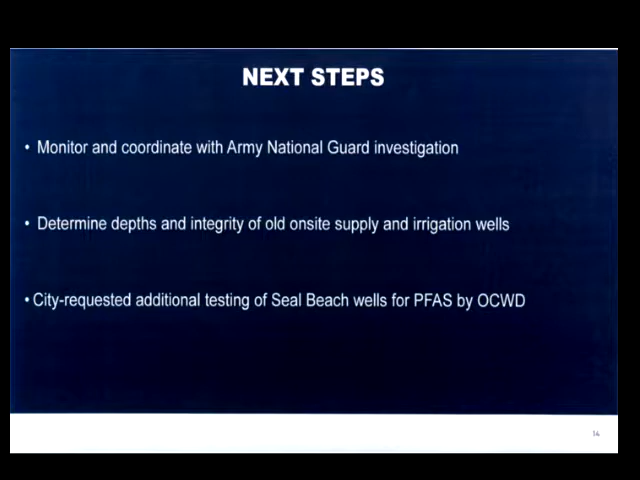 NEXT STEPS
• Monitor and coordinate with Army National Guard investigation
• Determine depths and integrity of old onsite supply and irrigation wells
• City-requested additional testing of Seal Beach wells for PFAS by OCWD
14